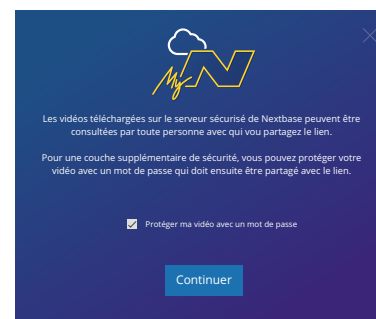 My N
Les vidéos téléchargées sur le serveur sécurisé de Nextbase peuvent être
consultées par toute personne avec qui vou partagez le lien.
Pour une couche supplémentaire de sécurité, vous pouvez protéger votre
vidéo avec un mot de passe qui doit ensuite être partagé avec le lien.
Protéger ma vidéo avec un mot de passe
Continuer